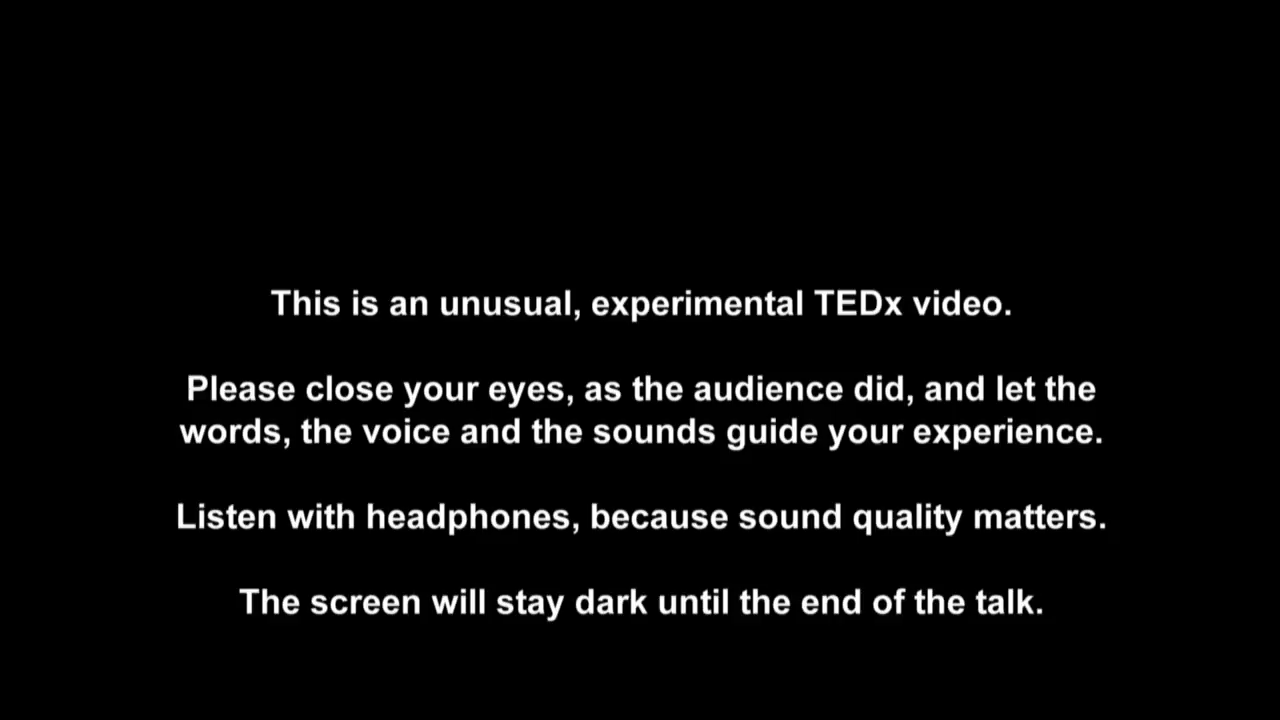 This is an unusual, experimental TEDx video.
Please close your eyes, as the audience did, and let the
words, the voice and the sounds guide your experience.
Listen with headphones, because sound quality matters.
The screen will stay dark until the end of the talk.